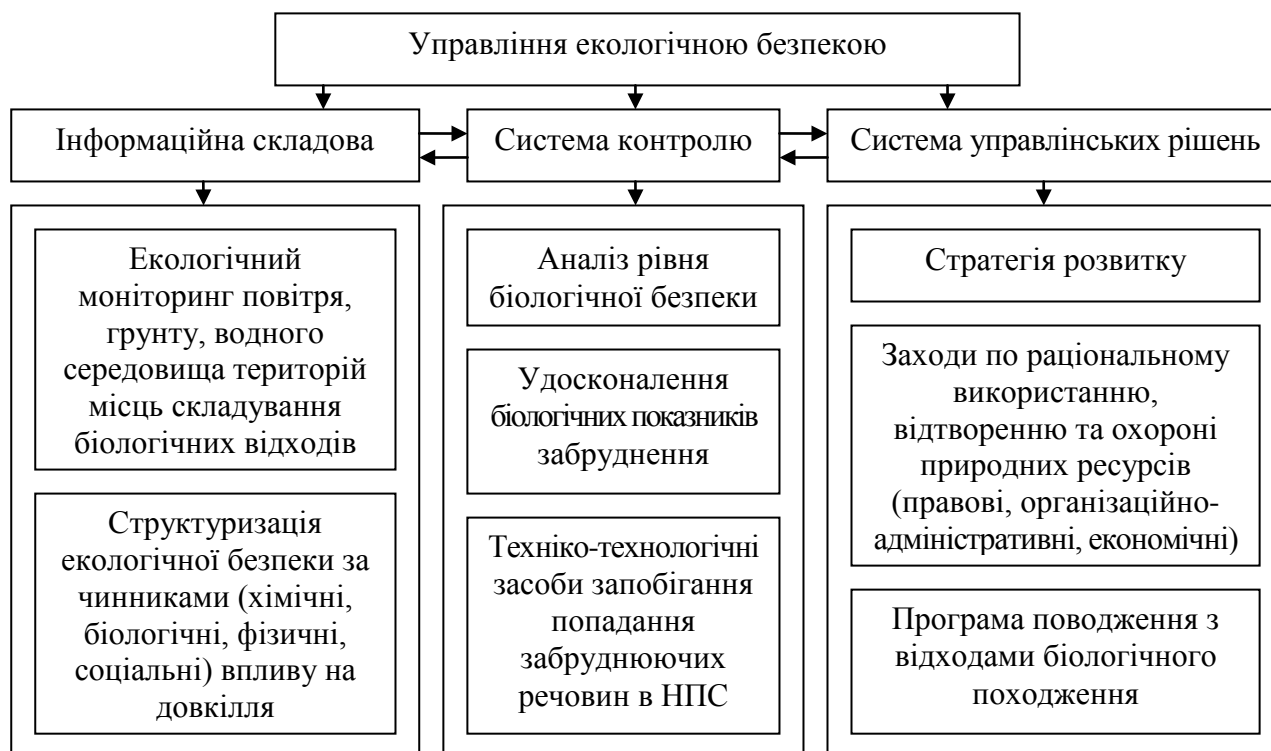 Управління екологічною безпекою
Інформаційна складова
Система контролю
Система управлінських рішень
Екологічний
моніторинг повітря,
грунту, водного
середовища територій
місць складування
біологічних відходів
Структуризація
екологічної безпеки за
чинниками (хімічні,
біологічні, фізичні,
соціальні) впливу на
довкілля
Аналіз рівня
біологічної безпеки
Удосконалення
біологічних показників
забруднення
Техніко-технологічні
засоби запобігання
попадання
забруднюючих
речовин в НПС
Стратегія розвитку
Заходи по раціональному
використанню,
відтворенню та охороні
природних ресурсів
(правові, організаційно-
адміністративні, економічні)
Програма поводження з
відходами біологічного
походження